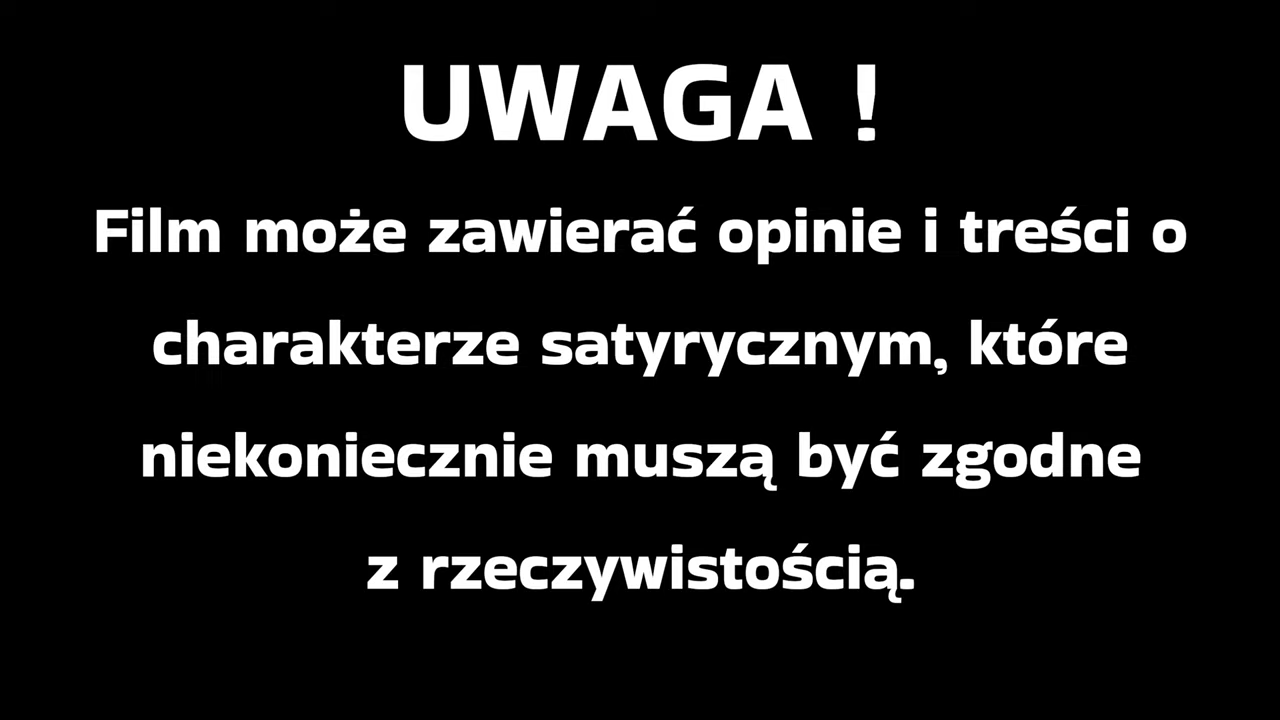 UWAGA !
Film może zawierać opinie i treści o
charakterze satyrycznym, które
niekoniecznie muszą być zgodne
z rzeczywistością.